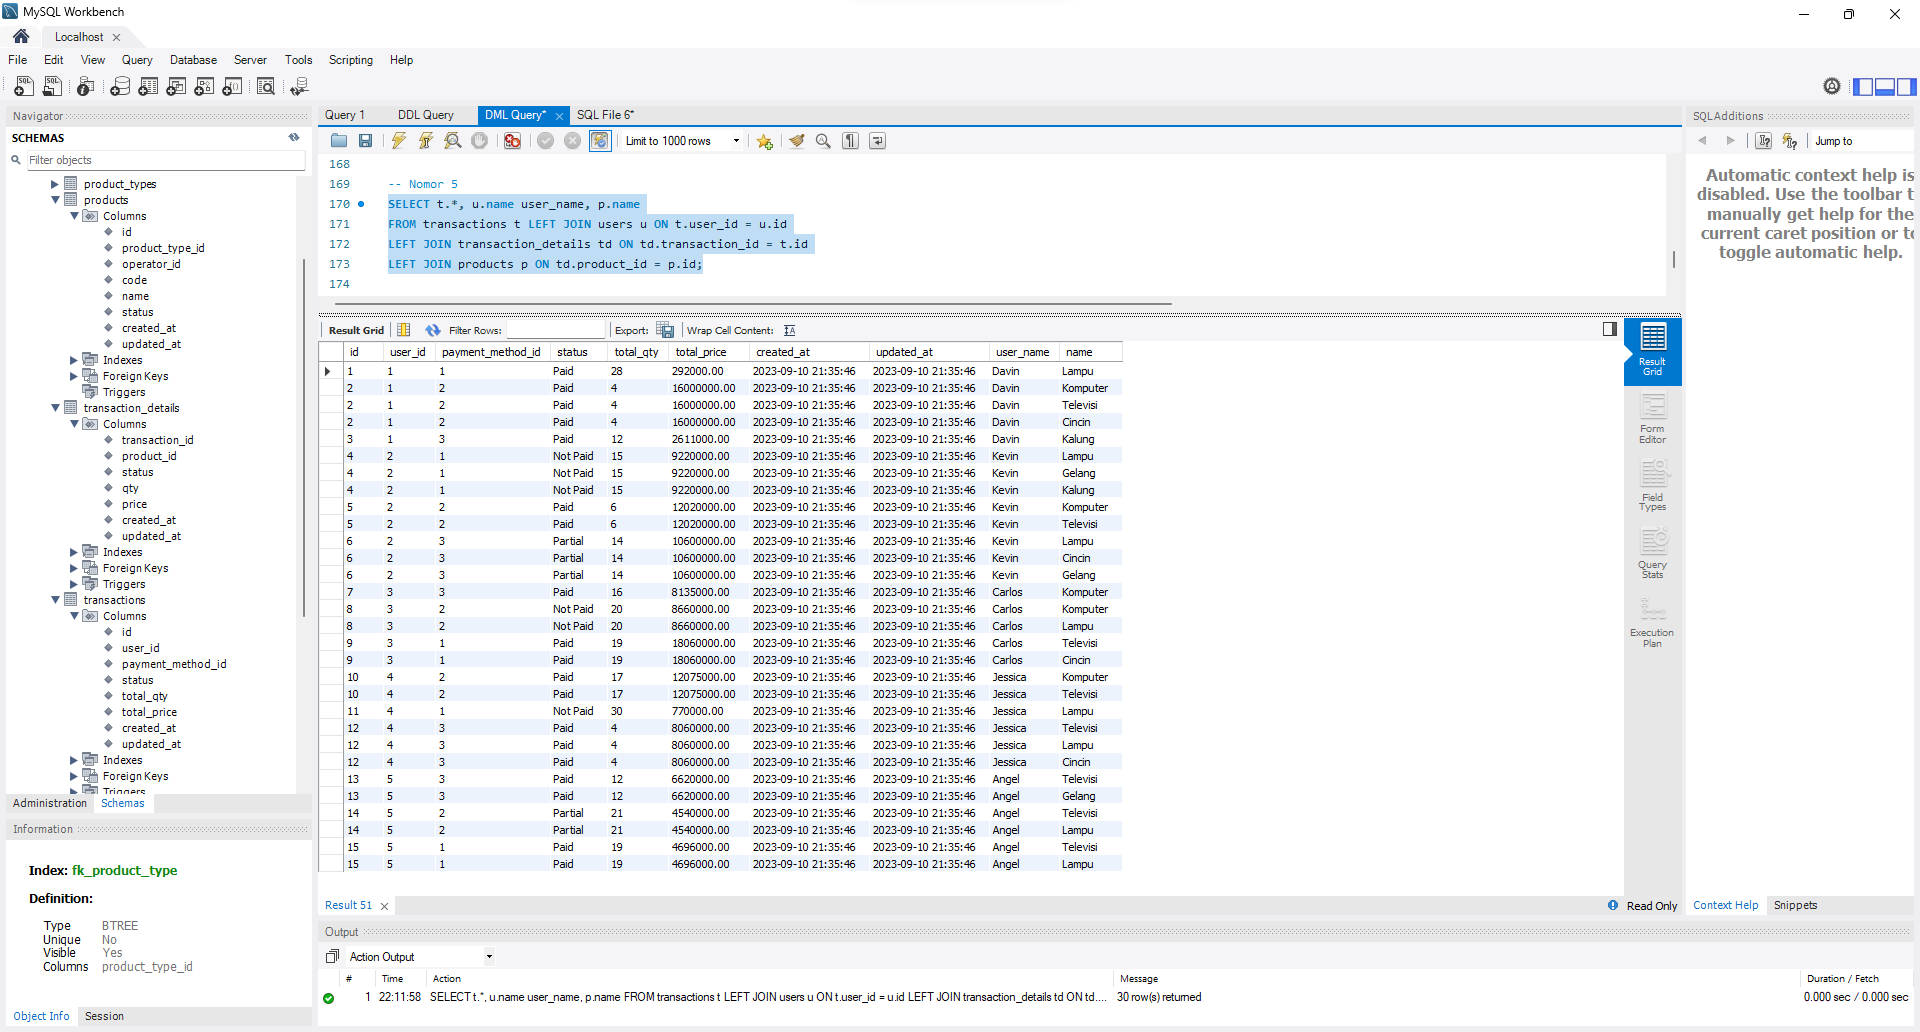 MySQL Workbench
Localhost
File Edit View Query Database Server Tools Scripting Help
Navigator
SCHEMAS
Filter objects
product_types
products
Columns
id
product_type_id
operator_id
code
name
status
created_at
updated_at
Indexes
Foreign Keys
Triggers
transaction_details
Columns
transaction_id
product_id
status
qty
price
created_at
updated_at
Indexes
Foreign Keys
Triggers
transactions
Columns
id
user_id
payment_method_id
status
total_qty
total_price
created_at
updated_at
Indexes
Foreign Keys
Triggers
Administration Schemas
Information
Index: fk_product_type
Definition:
Type BTREE
Unique No
Visible Yes
Columns product_type_id
Object Info Session
Query 1 DDL Query DML Query* SQL File 6*
Limit to 1000 rows
168
169 -- Nomor 5
170 SELECT t.*, u.name user_name, p.name
171 FROM transactions t LEFT JOIN users u ON t.user_id = u.id
172 LEFT JOIN transaction_details td ON td.transaction_id = t.id
173 LEFT JOIN products p ON td.product_id = p.id;
174
Result Grid Filter Rows: Export: Wrap Cell Content:
id user_id payment_method_id status total_qty total_price created_at updated_at user_name name
1 1 1 Paid 28 292000.00 2023-09-10 21:35:46 2023-09-10 21:35:46 Davin Lampu
2 1 2 Paid 4 16000000.00 2023-09-10 21:35:46 2023-09-10 21:35:46 Davin Komputer
2 1 2 Paid 4 16000000.00 2023-09-10 21:35:46 2023-09-10 21:35:46 Davin Televisi
2 1 2 Paid 4 16000000.00 2023-09-10 21:35:46 2023-09-10 21:35:46 Davin Cincin
3 1 3 Paid 12 2611000.00 2023-09-10 21:35:46 2023-09-10 21:35:46 Davin Kalung
4 2 1 Not Paid 15 9220000.00 2023-09-10 21:35:46 2023-09-10 21:35:46 Kevin Lampu
4 2 1 Not Paid 15 9220000.00 2023-09-10 21:35:46 2023-09-10 21:35:46 Kevin Gelang
4 2 1 Not Paid 15 9220000.00 2023-09-10 21:35:46 2023-09-10 21:35:46 Kevin Kalung
5 2 2 Paid 6 12020000.00 2023-09-10 21:35:46 2023-09-10 21:35:46 Kevin Komputer
5 2 2 Paid 6 12020000.00 2023-09-10 21:35:46 2023-09-10 21:35:46 Kevin Televisi
6 2 3 Partial 14 10600000.00 2023-09-10 21:35:46 2023-09-10 21:35:46 Kevin Lampu
6 2 3 Partial 14 10600000.00 2023-09-10 21:35:46 2023-09-10 21:35:46 Kevin Cincin
6 2 3 Partial 14 10600000.00 2023-09-10 21:35:46 2023-09-10 21:35:46 Kevin Gelang
7 3 3 Paid 16 8135000.00 2023-09-10 21:35:46 2023-09-10 21:35:46 Carlos Komputer
8 3 2 Not Paid 20 8660000.00 2023-09-10 21:35:46 2023-09-10 21:35:46 Carlos Komputer
8 3 2 Not Paid 20 8660000.00 2023-09-10 21:35:46 2023-09-10 21:35:46 Carlos Lampu
9 3 1 Paid 19 18060000.00 2023-09-10 21:35:46 2023-09-10 21:35:46 Carlos Televisi
9 3 1 Paid 19 18060000.00 2023-09-10 21:35:46 2023-09-10 21:35:46 Carlos Cincin
10 4 2 Paid 17 12075000.00 2023-09-10 21:35:46 2023-09-10 21:35:46 Jessica Komputer
10 4 2 Paid 17 12075000.00 2023-09-10 21:35:46 2023-09-10 21:35:46 Jessica Televisi
11 4 1 Not Paid 30 770000.00 2023-09-10 21:35:46 2023-09-10 21:35:46 Jessica Lampu
12 4 3 Paid 4 8060000.00 2023-09-10 21:35:46 2023-09-10 21:35:46 Jessica Televisi
12 4 3 Paid 4 8060000.00 2023-09-10 21:35:46 2023-09-10 21:35:46 Jessica Lampu
12 4 3 Paid 4 8060000.00 2023-09-10 21:35:46 2023-09-10 21:35:46 Jessica Cincin
13 5 3 Paid 12 6620000.00 2023-09-10 21:35:46 2023-09-10 21:35:46 Angel Televisi
13 5 3 Paid 12 6620000.00 2023-09-10 21:35:46 2023-09-10 21:35:46 Angel Gelang
14 5 2 Partial 21 4540000.00 2023-09-10 21:35:46 2023-09-10 21:35:46 Angel Televisi
14 5 2 Partial 21 4540000.00 2023-09-10 21:35:46 2023-09-10 21:35:46 Angel Lampu
15 5 1 Paid 19 4696000.00 2023-09-10 21:35:46 2023-09-10 21:35:46 Angel Televisi
15 5 1 Paid 19 4696000.00 2023-09-10 21:35:46 2023-09-10 21:35:46 Angel Lampu
Result
Grid
Form
Editor
Field
Types
Query
Stats
Execution
Plan
Result 51
Read Only
Output
Action Output
# Time Action Message Duration / Fetch
1 22:11:58 SELECT t.*, u.name user_name, p.name FROM transactions t LEFT JOIN users u ON t.user_id = u.id LEFT JOIN transaction_details td ON td.... 30 row(s) returned 0.000 sec / 0.000 sec
SQLAdditions
Jump to
Automatic context help is
disabled. Use the toolbar t
manually get help for the
current caret position or to
toggle automatic help.
Context Help Snippets